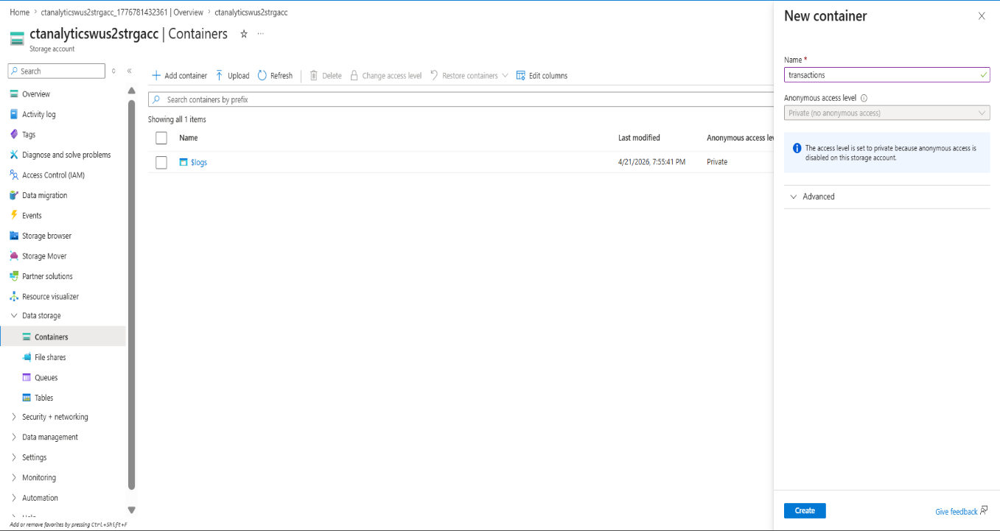 Home > ctanalyticswus2strgacc_1776781432361 | Overview > ctanalyticswus2strgacc
ctanalyticswus2strgacc | Containers ☆ ...
Storage account
Search
Overview
Activity log
Tags
Diagnose and solve problems
Access Control (IAM)
Data migration
Events
Storage browser
Storage Mover
Partner solutions
Resource visualizer
Data storage
Containers
File shares
Queues
Tables
Security + networking
Data management
Settings
Monitoring
Automation
Add or remove favorites by pressing Ctrl+Shift+F
Add container Upload Refresh Delete Change access level Restore containers Edit columns
Search containers by prefix
Showing all 1 items
Name Last modified Anonymous access lev
$logs 4/21/2026, 7:55:41 PM Private
New container
Name *
transactions
Anonymous access level
Private (no anonymous access)
The access level is set to private because anonymous access is
disabled on this storage account.
Advanced
Create
Give feedback